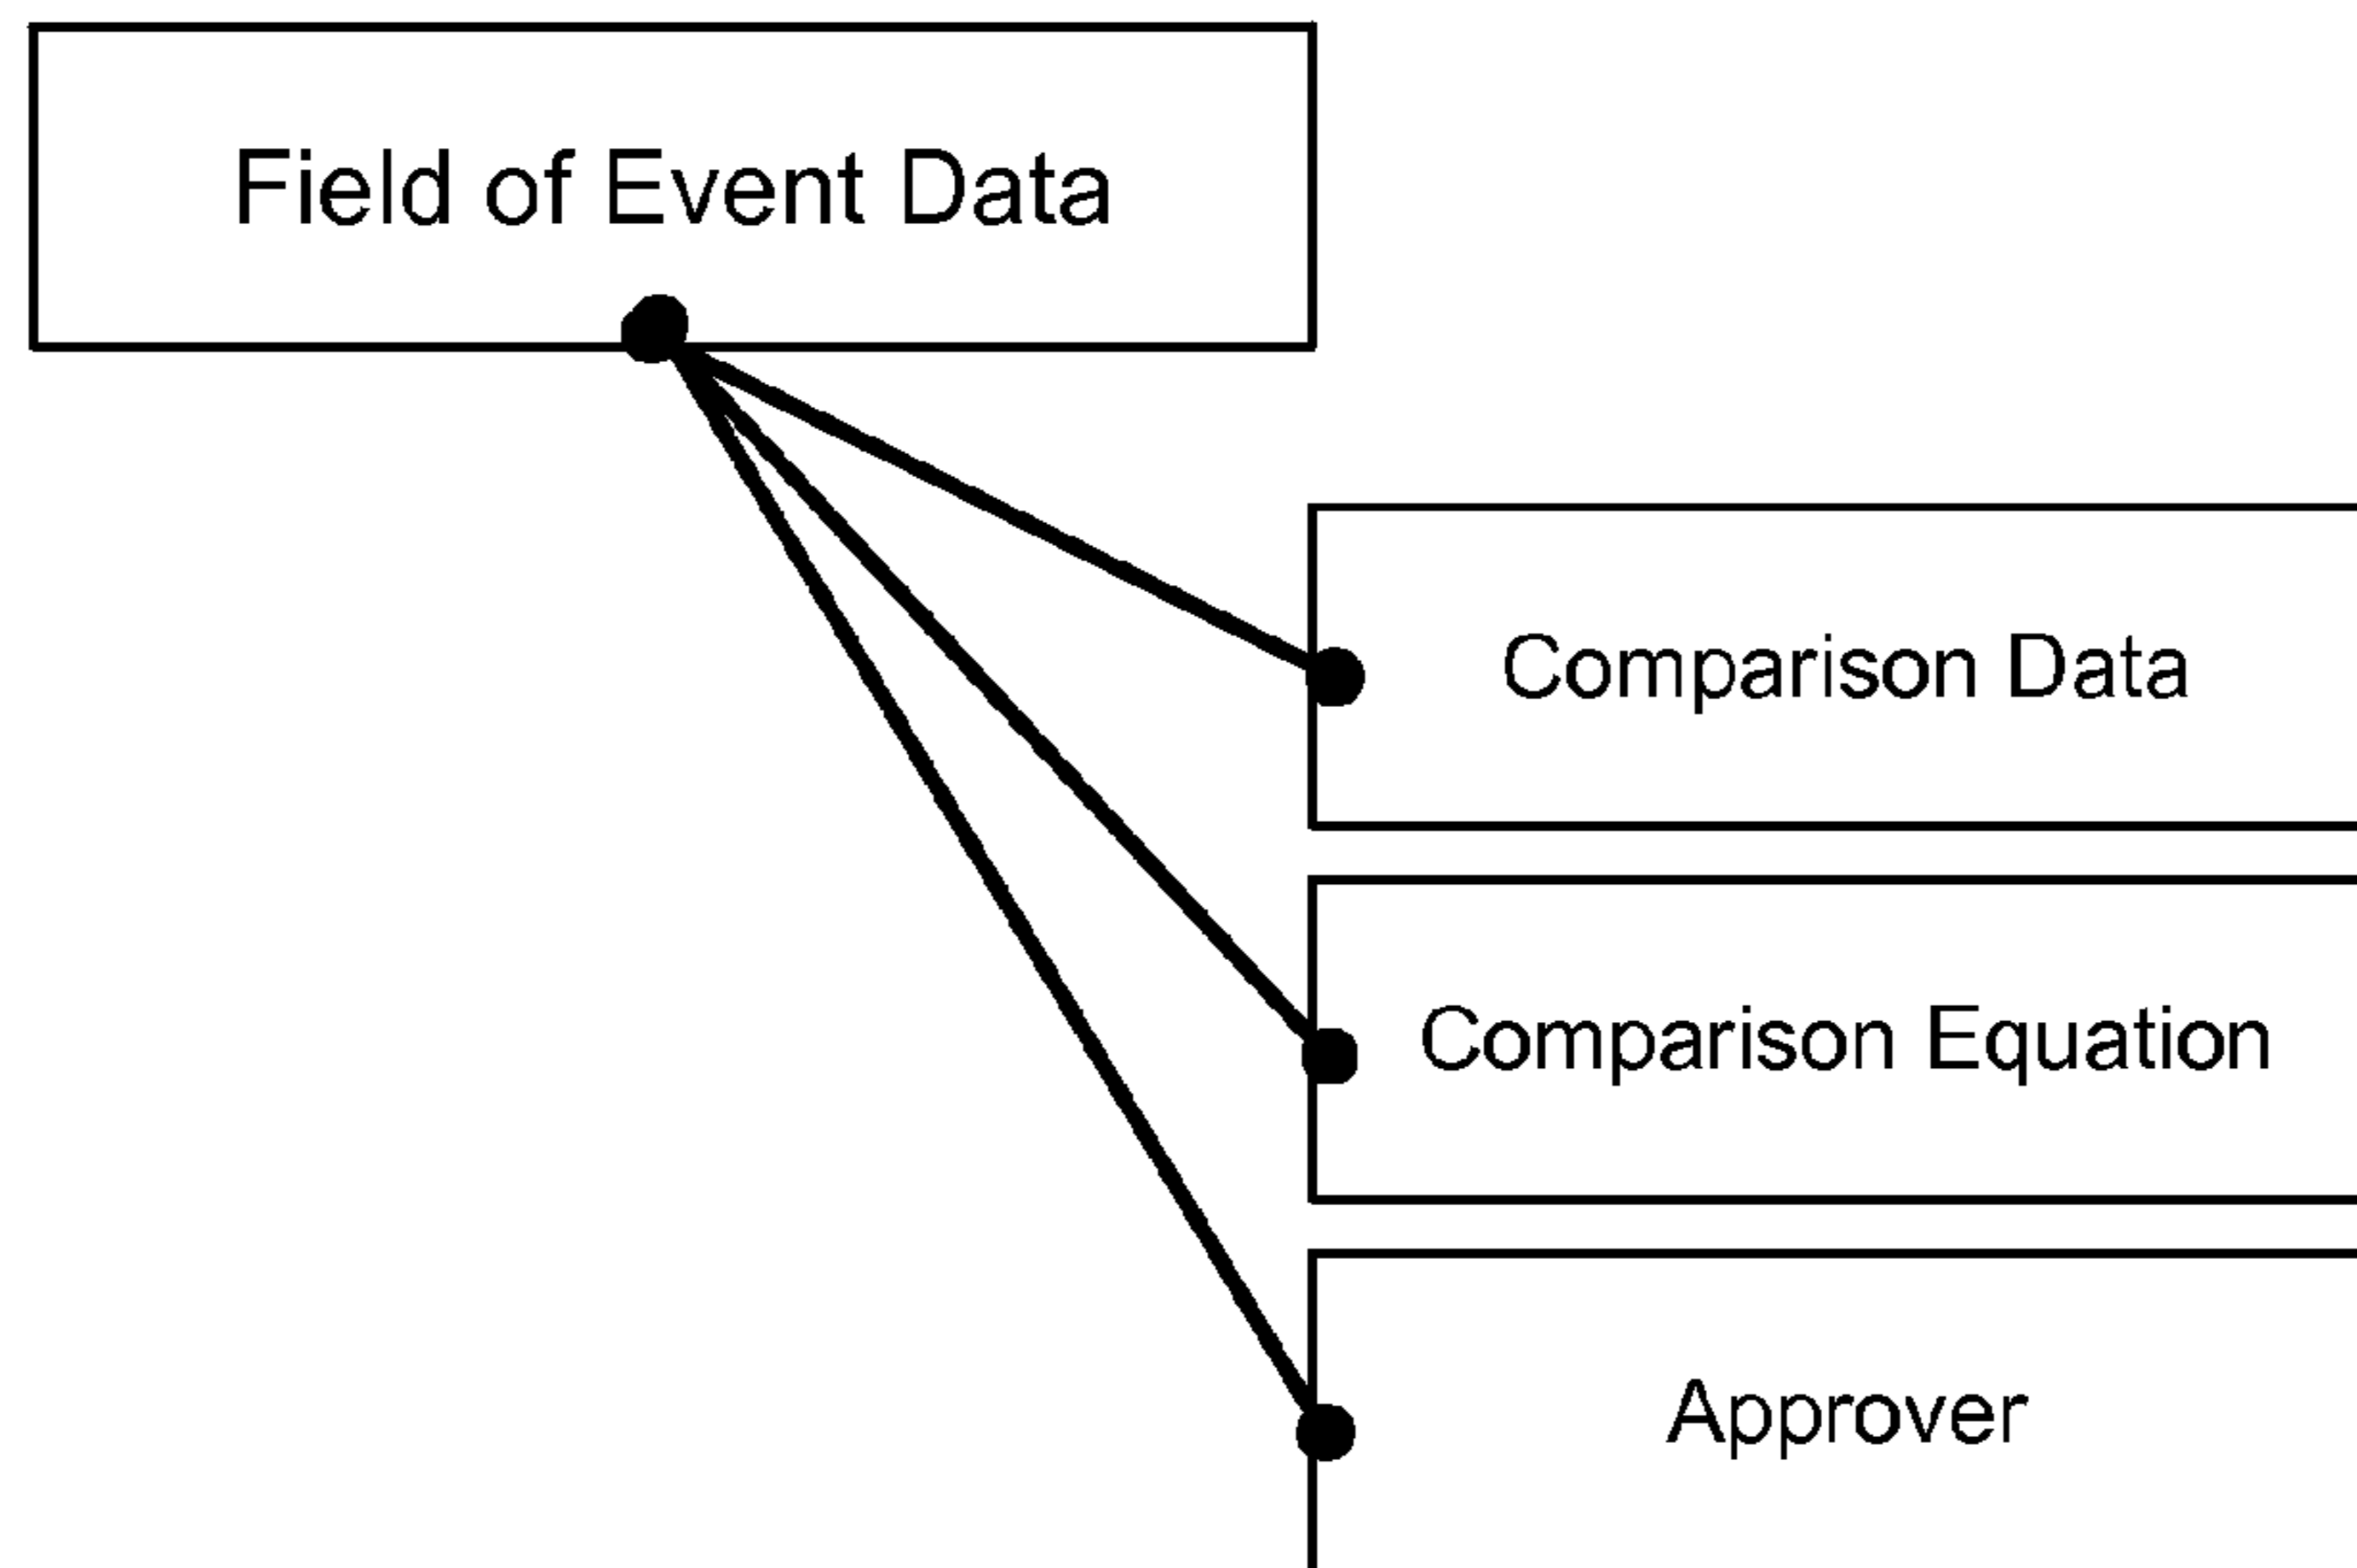 Field of Event Data
Comparison Data
Comparison Equation
Approver